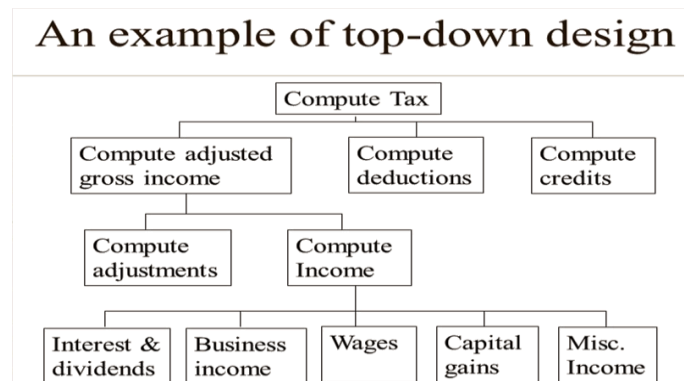 An example of top-down design
Compute Tax
Compute adjusted
gross income
Compute
deductions
Compute
credits
Compute
adjustments
Compute
Income
Interest &
dividends
Business
income
Wages
Capital
gains
Misc.
Income